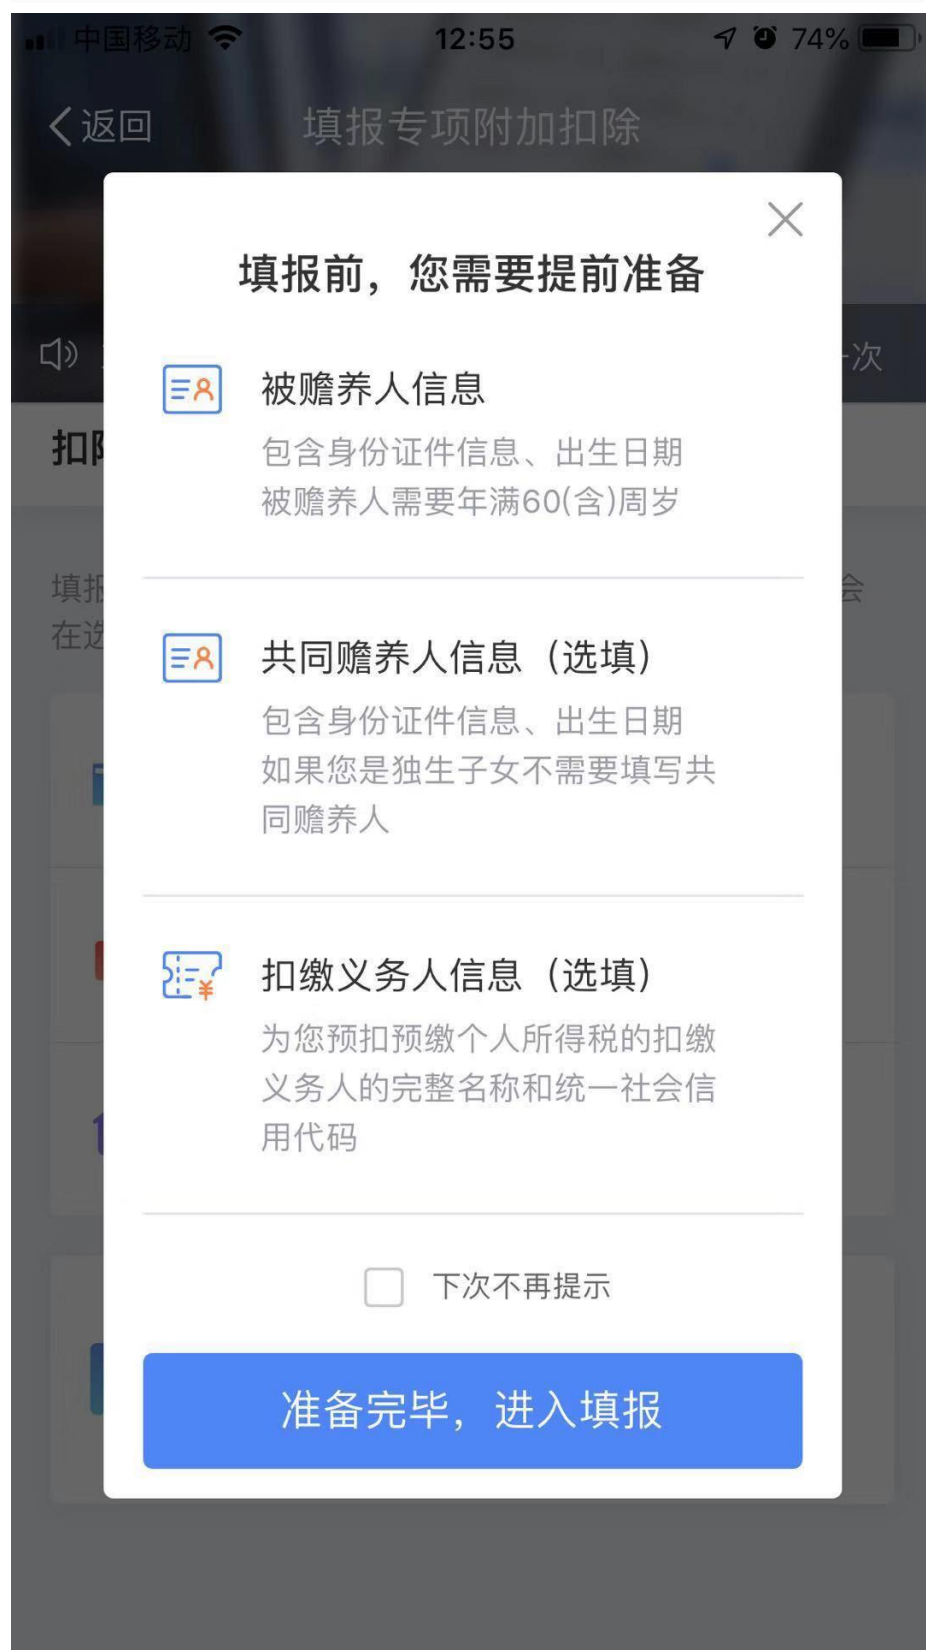 中国移动
12:55
74%
返回
填报专项附加扣除
填报前，您需要提前准备
次
被赡养人信息
扣
包含身份证件信息、出生日期
被赡养人需要年满60(含)周岁
填报
会
在选
共同赡养人信息（选填）
包含身份证件信息、出生日期
如果您是独生子女不需要填写共
同赡养人
扣缴义务人信息（选填）
为您预扣预缴个人所得税的扣缴
义务人的完整名称和统一社会信
用代码
下次不再提示
准备完毕，进入填报